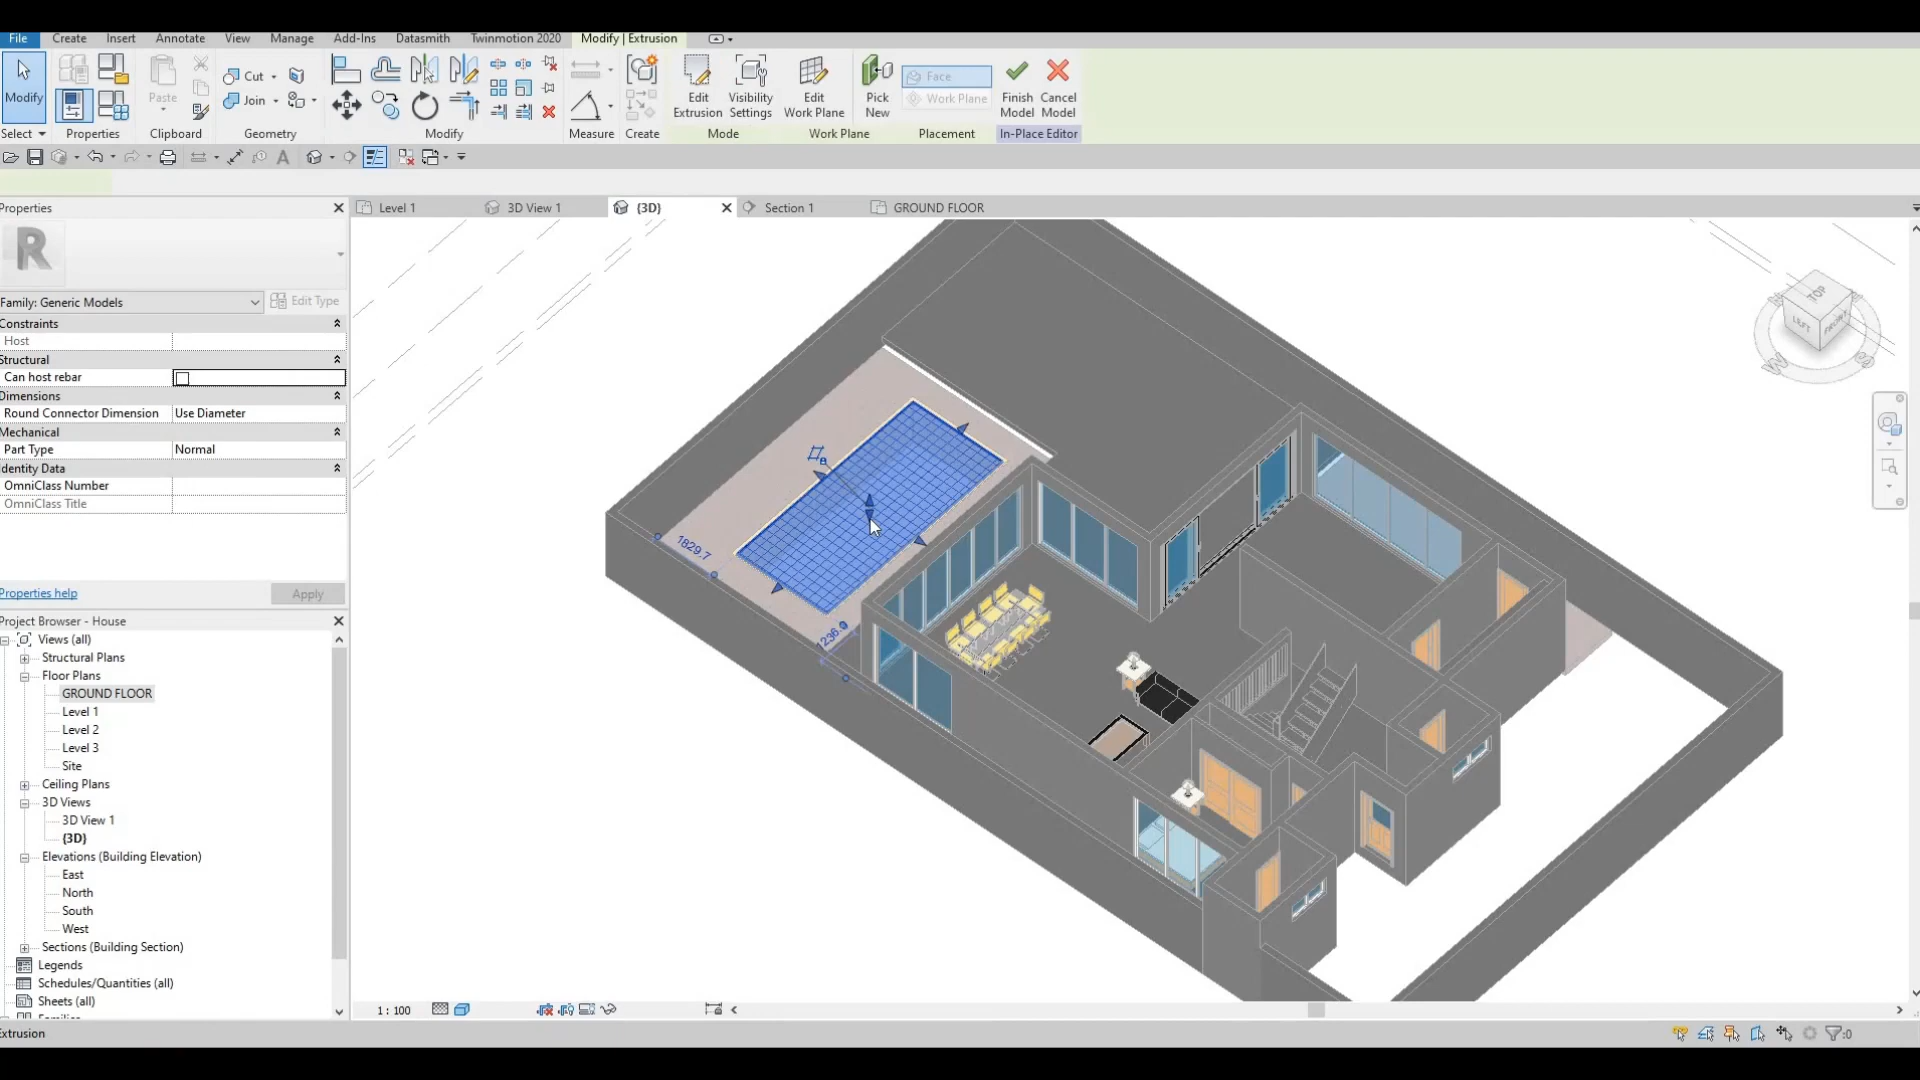 File Create Insert Annotate View Manage Add-Ins Datasmith Twinmotion 2020 Modify | Extrusion
Modify
Paste
Cut
Join
Edit Extrusion
Visibility Settings
Edit Work Plane
Pick New
Face
Work Plane
Finish Model
Cancel Model
Select Properties Clipboard Geometry Modify Measure Create Mode Work Plane Placement In-Place Editor
Properties
Level 1 3D View 1 {3D} Section 1 GROUND FLOOR
R
Family: Generic Models Edit Type
Constraints
Host
Structural
Can host rebar
Dimensions
Round Connector Dimension Use Diameter
Mechanical
Part Type Normal
Identity Data
OmniClass Number
OmniClass Title
Properties help Apply
Project Browser - House
Views (all)
Structural Plans
Floor Plans
GROUND FLOOR
Level 1
Level 2
Level 3
Site
Ceiling Plans
3D Views
3D View 1
{3D}
Elevations (Building Elevation)
East
North
South
West
Sections (Building Section)
Legends
Schedules/Quantities (all)
Sheets (all)
1829.7
TOP
LEFT
FRONT
W
S
1 : 100
Extrusion
:0